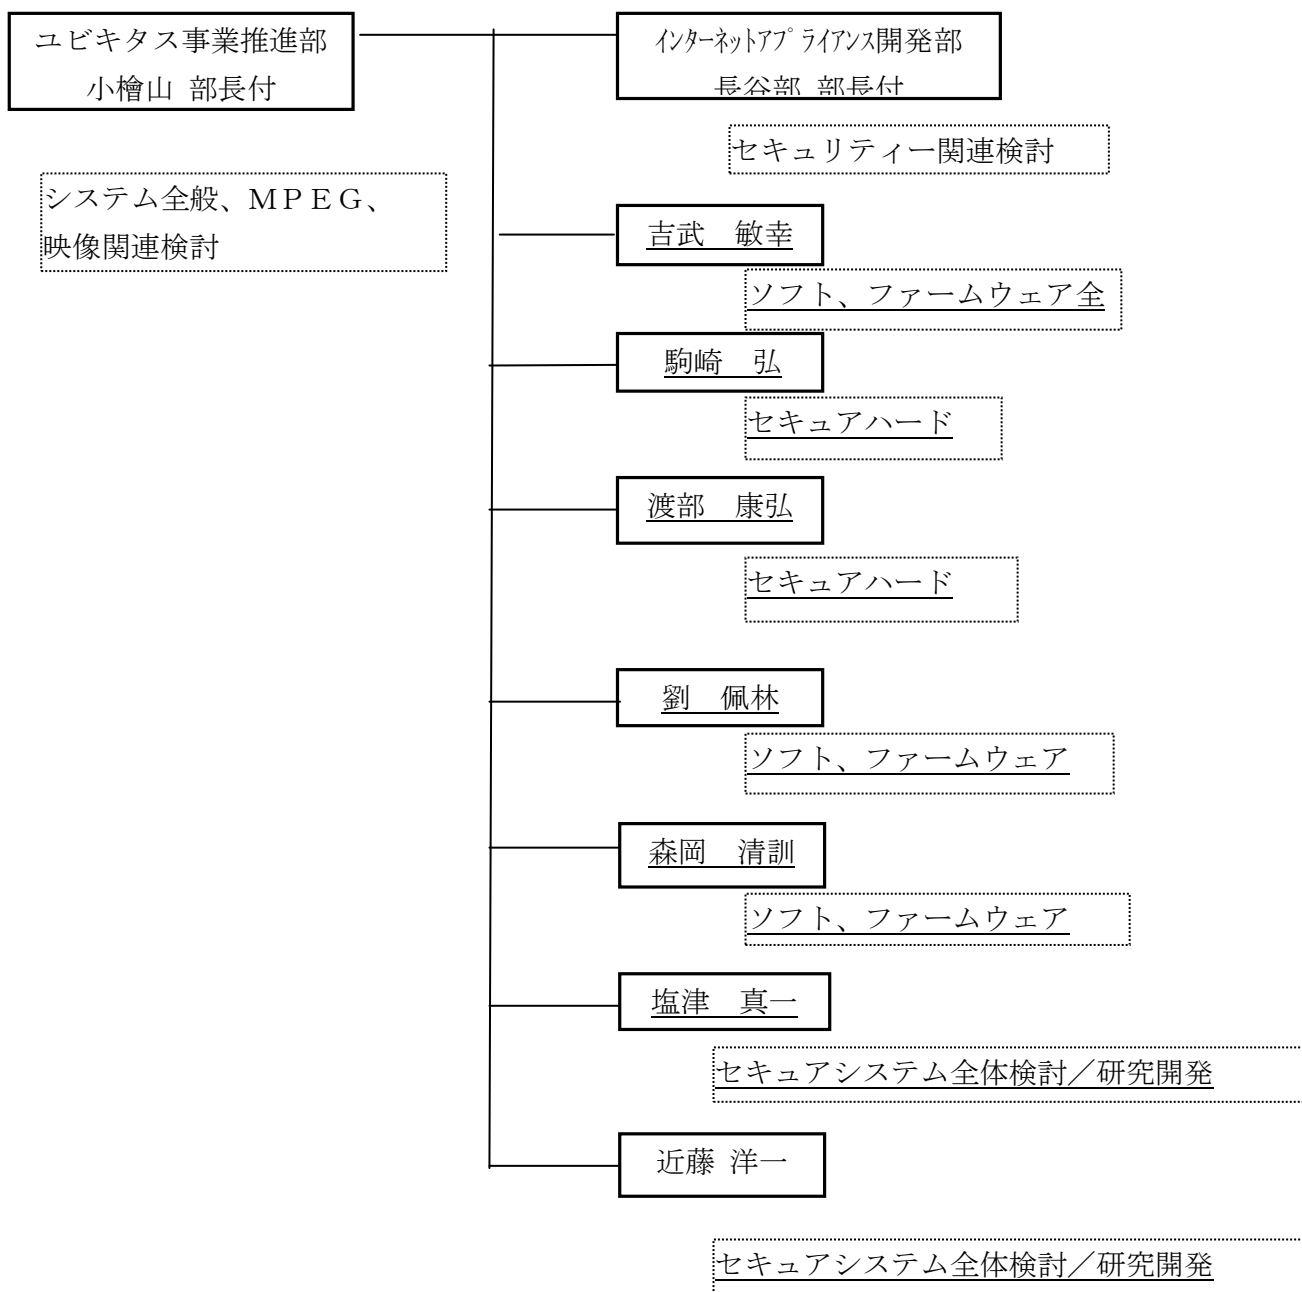 ユビキタス事業推進部
小檜山 部長付
インターネットアプライアンス開発部
長谷部 部長付
セキュリティー関連検討
システム全般、ＭＰＥＧ、
映像関連検討
吉武　敏幸
ソフト、ファームウェア全
駒崎　弘
セキュアハード
渡部　康弘
セキュアハード
劉　佩林
ソフト、ファームウェア
森岡　清訓
ソフト、ファームウェア
塩津　真一
セキュアシステム全体検討／研究開発
近藤 洋一
セキュアシステム全体検討／研究開発